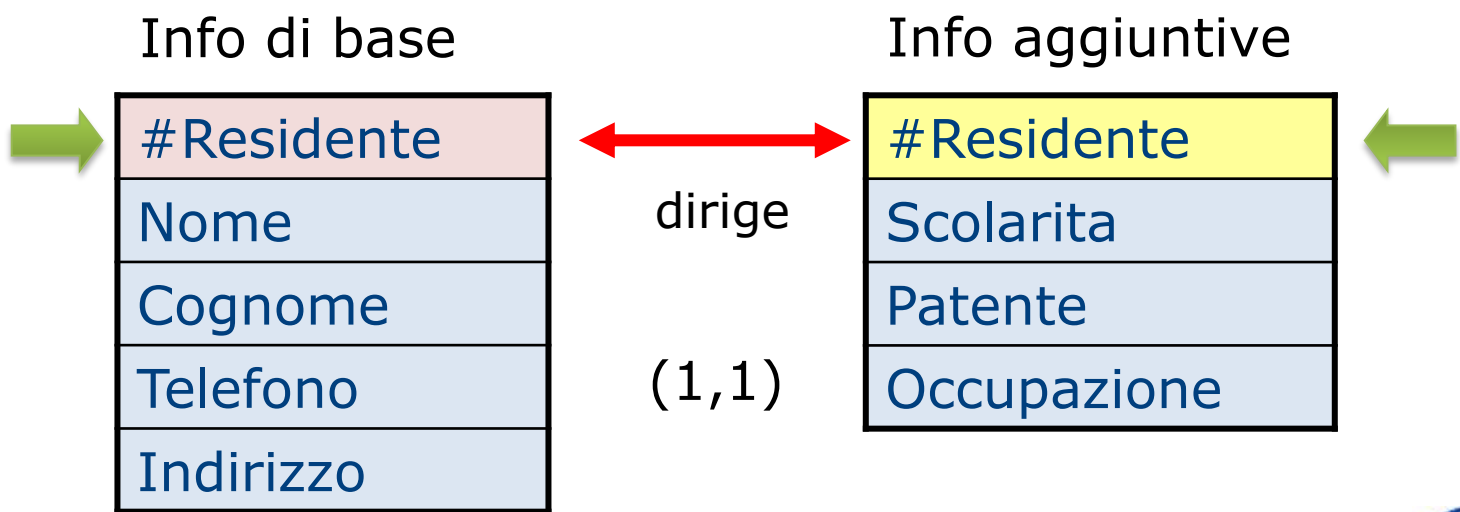 Info di base
Info aggiuntive
#Residente
Nome
Cognome
Telefono
Indirizzo
dirige
(1,1)
#Residente
Scolarita
Patente
Occupazione